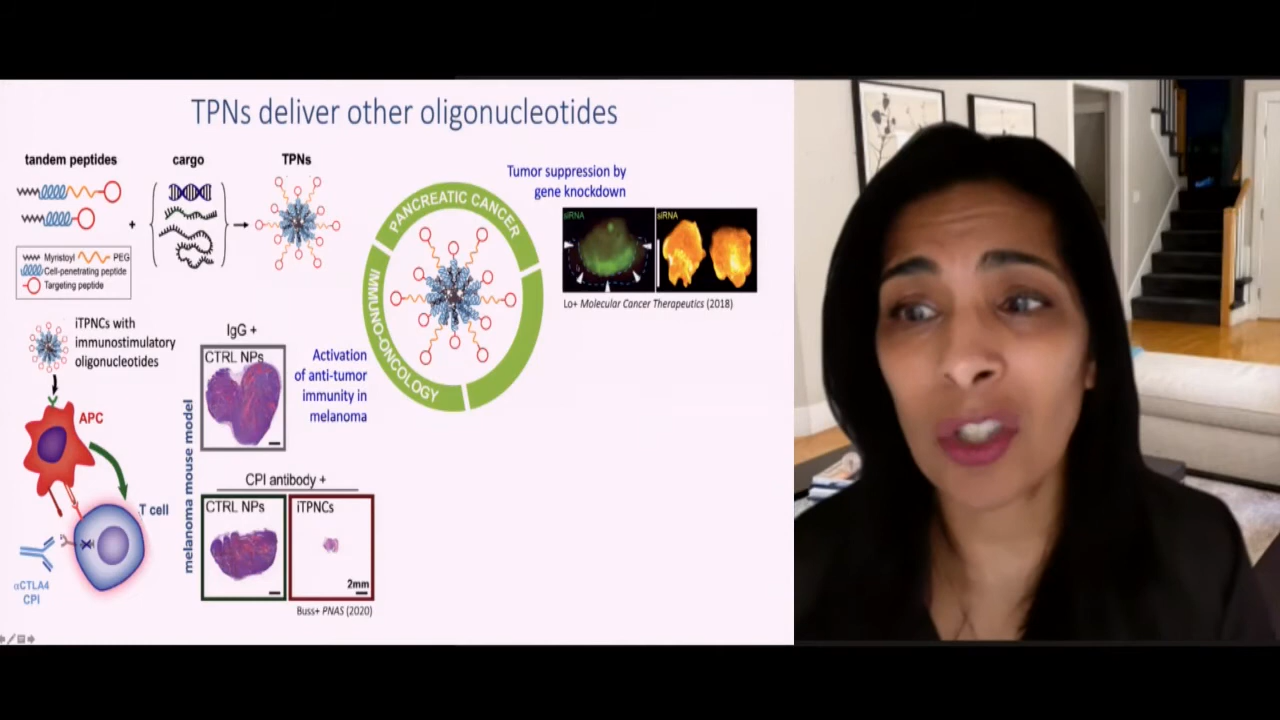 TPNs deliver other oligonucleotides
tandem peptides
cargo
TPNs
+
Myristoyl
PEG
Cell-penetrating peptide
Targeting peptide
PANCREATIC CANCER
IMMUNO-ONCOLOGY
Tumor suppression by
gene knockdown
siRNA
siRNA
Lo+ Molecular Cancer Therapeutics (2018)
iTPNCs with
immunostimulatory
oligonucleotides
APC
T cell
αCTLA4
CPi
melanoma mouse model
IgG +
CTRL NPs
Activation
of anti-tumor
immunity in
melanoma
CPI antibody +
CTRL NPs
iTPNCs
2mm
Buss+ PNAS (2020)